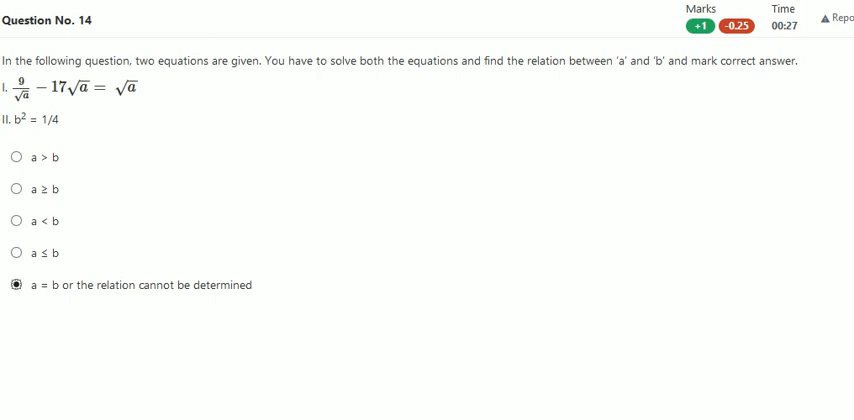 Question No. 14
Marks
+1 -0.25
Time
00:27
Repo
In the following question, two equations are given. You have to solve both the equations and find the relation between 'a' and 'b' and mark correct answer.
I. 9/√a − 17√a = √a
II. b² = 1/4
a > b
a ≥ b
a < b
a ≤ b
a = b or the relation cannot be determined